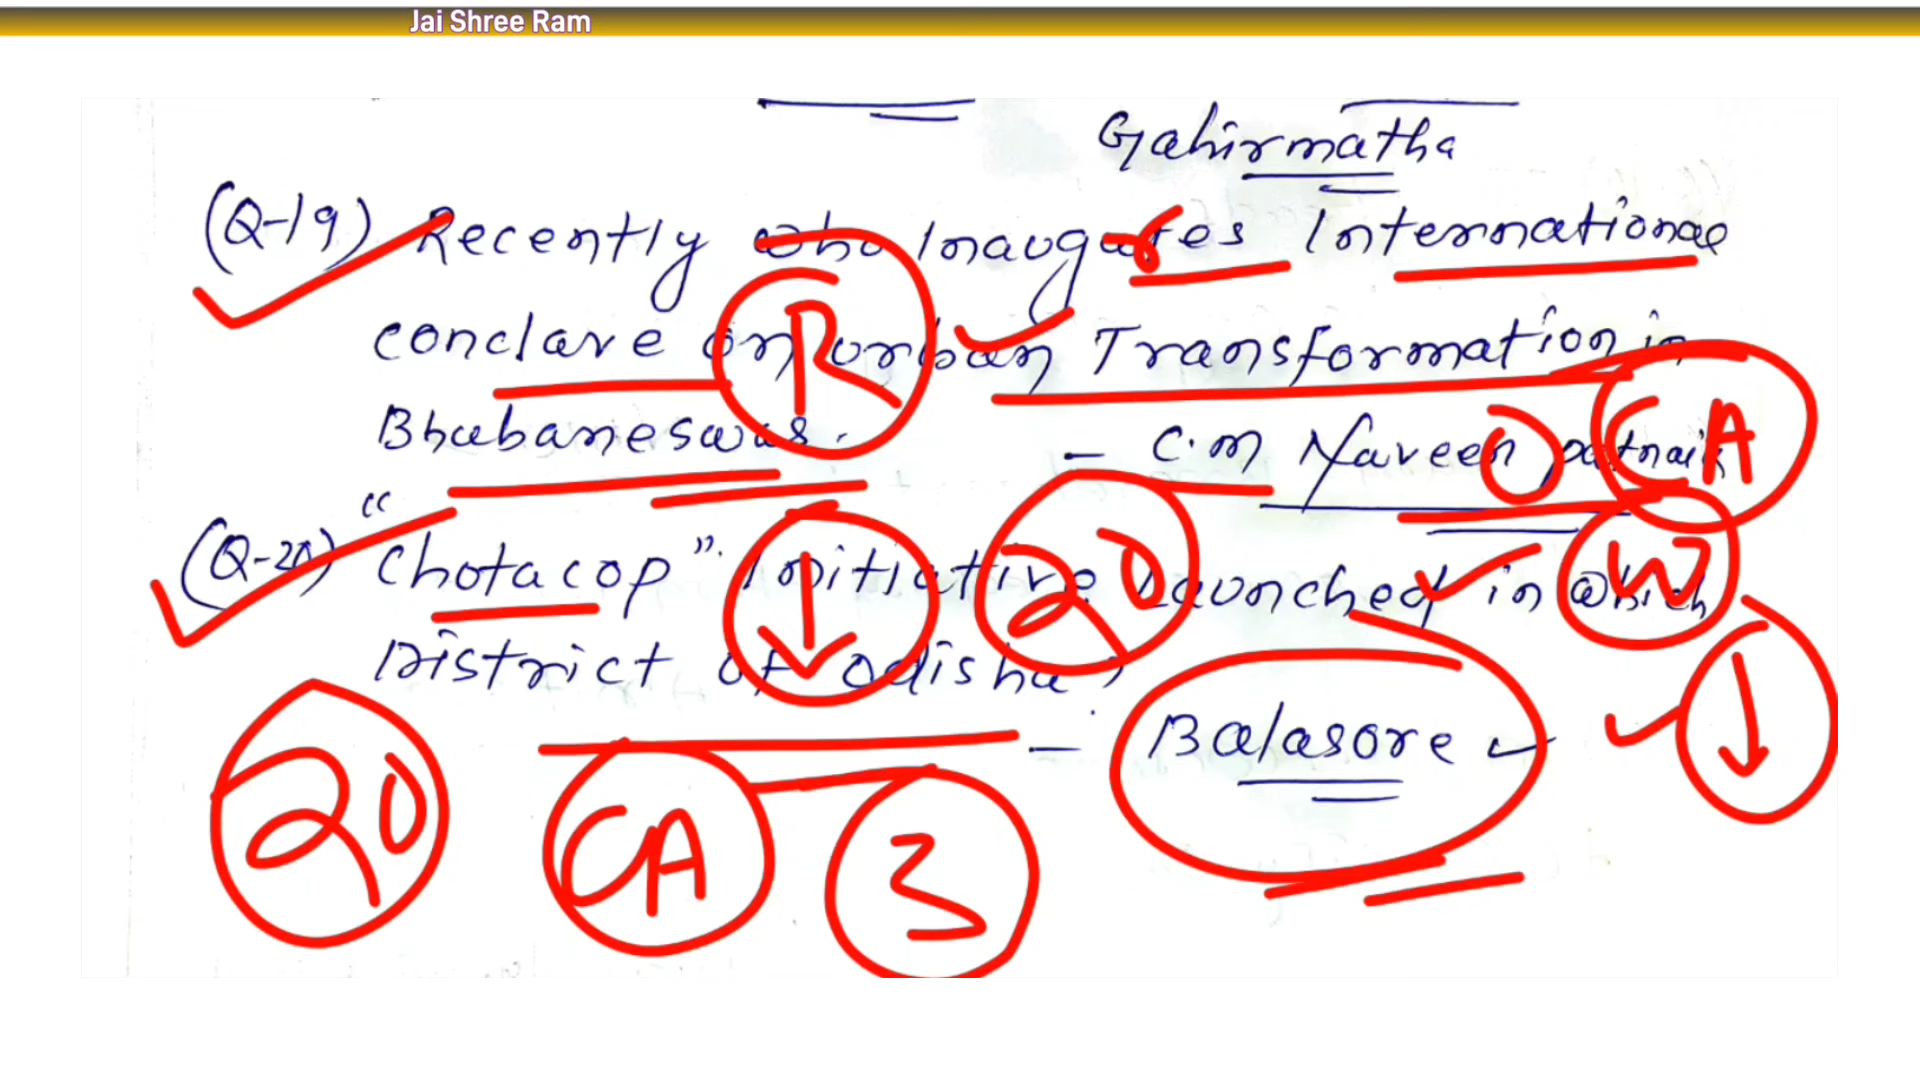 Jai Shree Ram
Gahirmatha
(Q-19) Recently who Inaugares International
conclave on urban Transformation in
Bhubaneswar.
- C.M Naveen patnaik
(Q-20) "Chotacop" Initiative Launched in which
District of odisha?
- Balasore
R
CA
20
W
20
CA
3